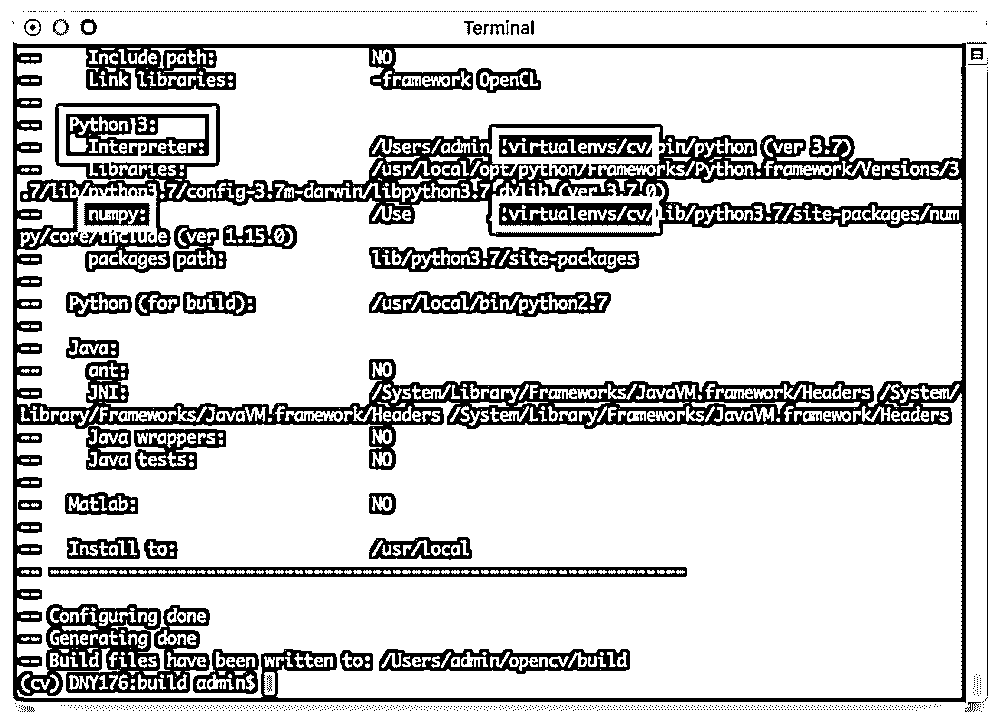 Terminal
-- Include path: NO
-- Link libraries: -framework OpenCL
--
-- Python 3:
-- Interpreter: /Users/admin/.virtualenvs/cv/bin/python (ver 3.7)
-- Libraries: /usr/local/opt/python/Frameworks/Python.framework/Versions/3
.7/lib/python3.7/config-3.7m-darwin/libpython3.7.dylib (ver 3.7.0)
-- numpy: /Use .virtualenvs/cv/lib/python3.7/site-packages/num
py/core/include (ver 1.15.0)
-- packages path: lib/python3.7/site-packages
--
-- Python (for build): /usr/local/bin/python2.7
--
-- Java:
-- ant: NO
-- JNI: /System/Library/Frameworks/JavaVM.framework/Headers /System/
Library/Frameworks/JavaVM.framework/Headers /System/Library/Frameworks/JavaVM.framework/Headers
-- Java wrappers: NO
-- Java tests: NO
--
-- Matlab: NO
--
-- Install to: /usr/local
-- -----------------------------------------------------------------
--
-- Configuring done
-- Generating done
-- Build files have been written to: /Users/admin/opencv/build
(cv) DNY176:build admin$